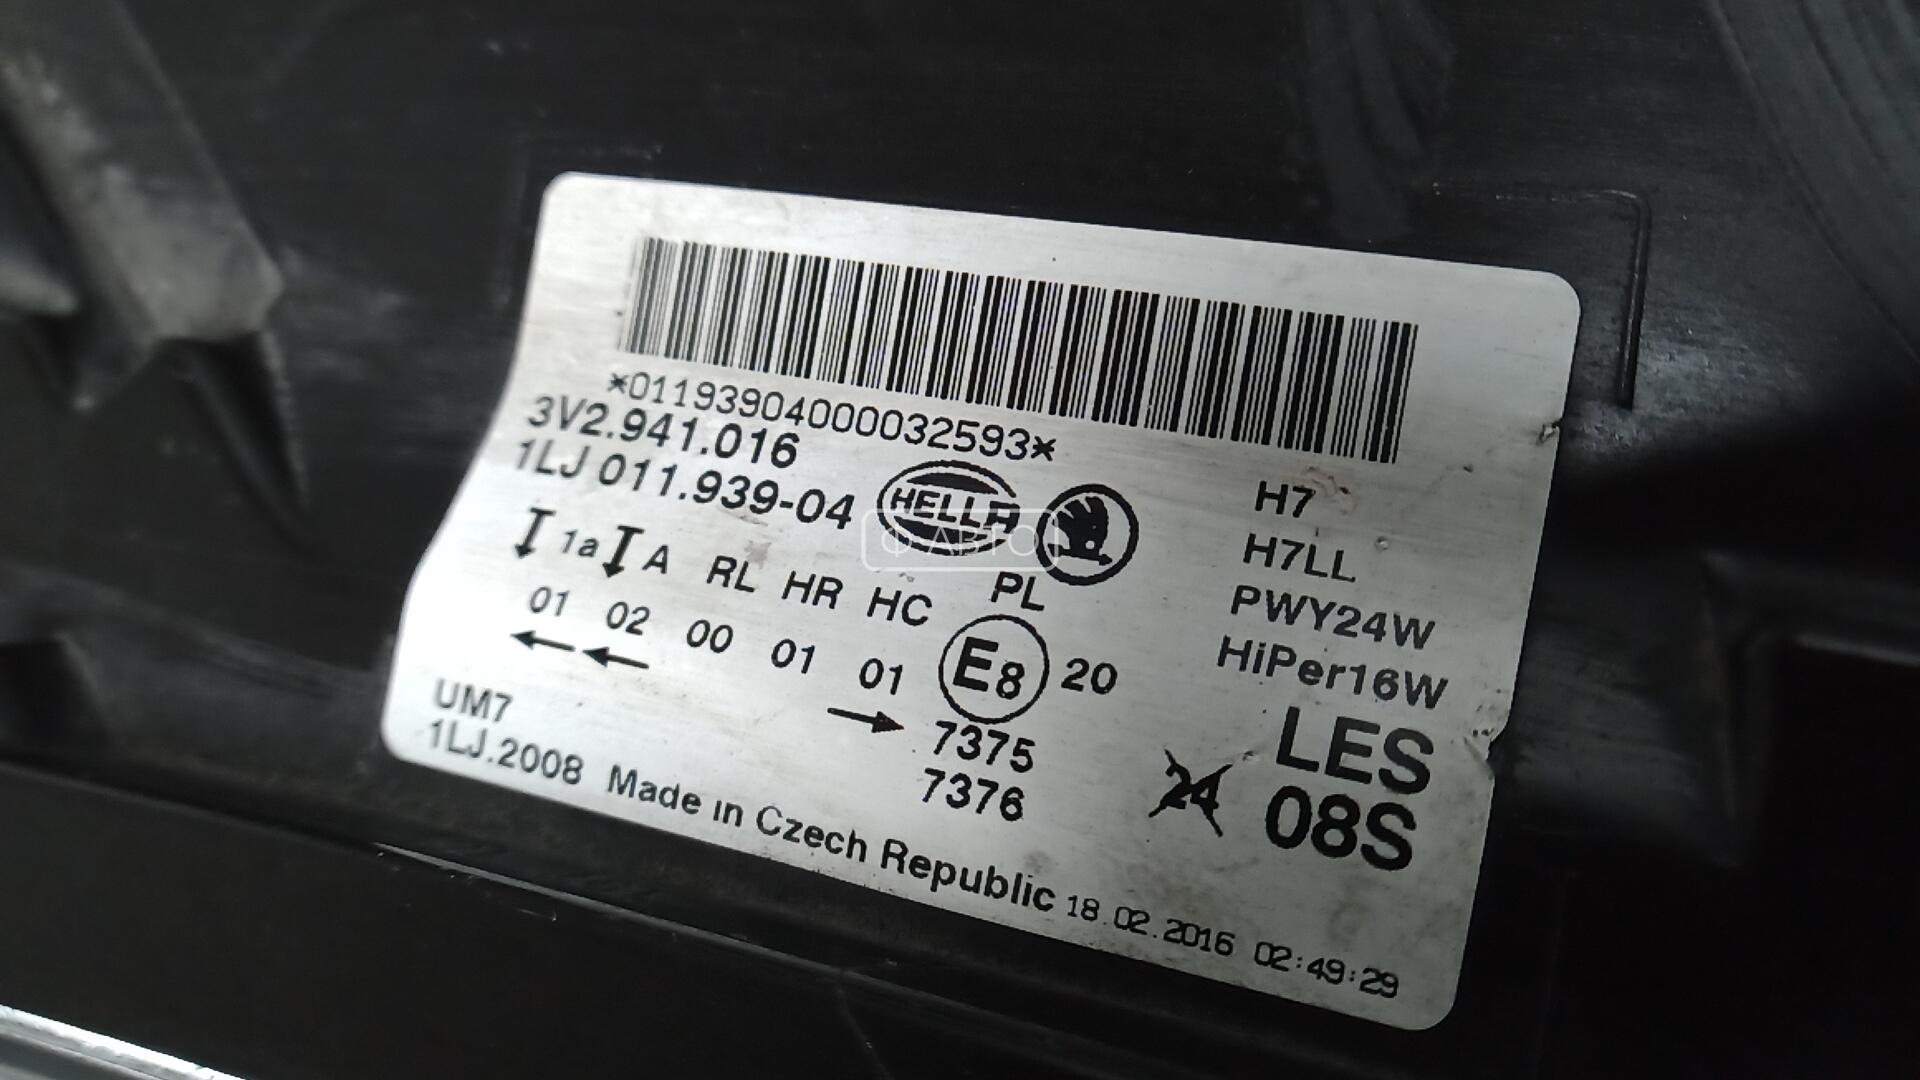 *01193904000032593*
3V2.941.016
1LJ 011.939-04
HELLA
H7
H7LL
PWY24W
HiPer16W
Ф-АВТО
1a A RL HR HC PL
01 02 00 01 01 E8 20
7375
7376
24
LES
08S
UM7
1LJ.2008 Made in Czech Republic 18.02.2016 02:49:29